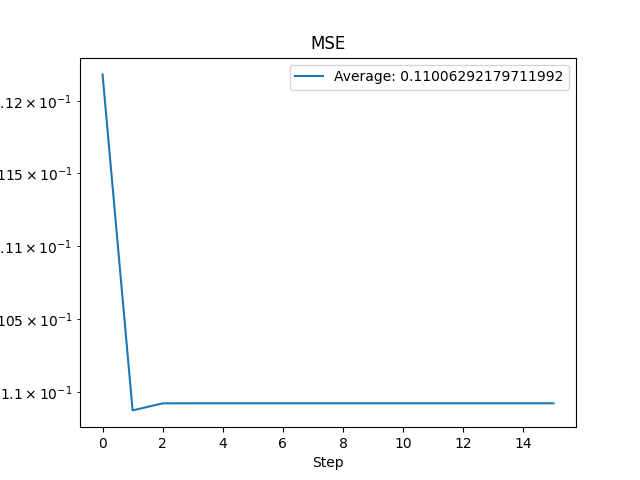 MSE
Average: 0.11006292179711992
.12 × 10⁻¹
115 × 10⁻¹
.11 × 10⁻¹
105 × 10⁻¹
1.1 × 10⁻¹
0 2 4 6 8 10 12 14
Step